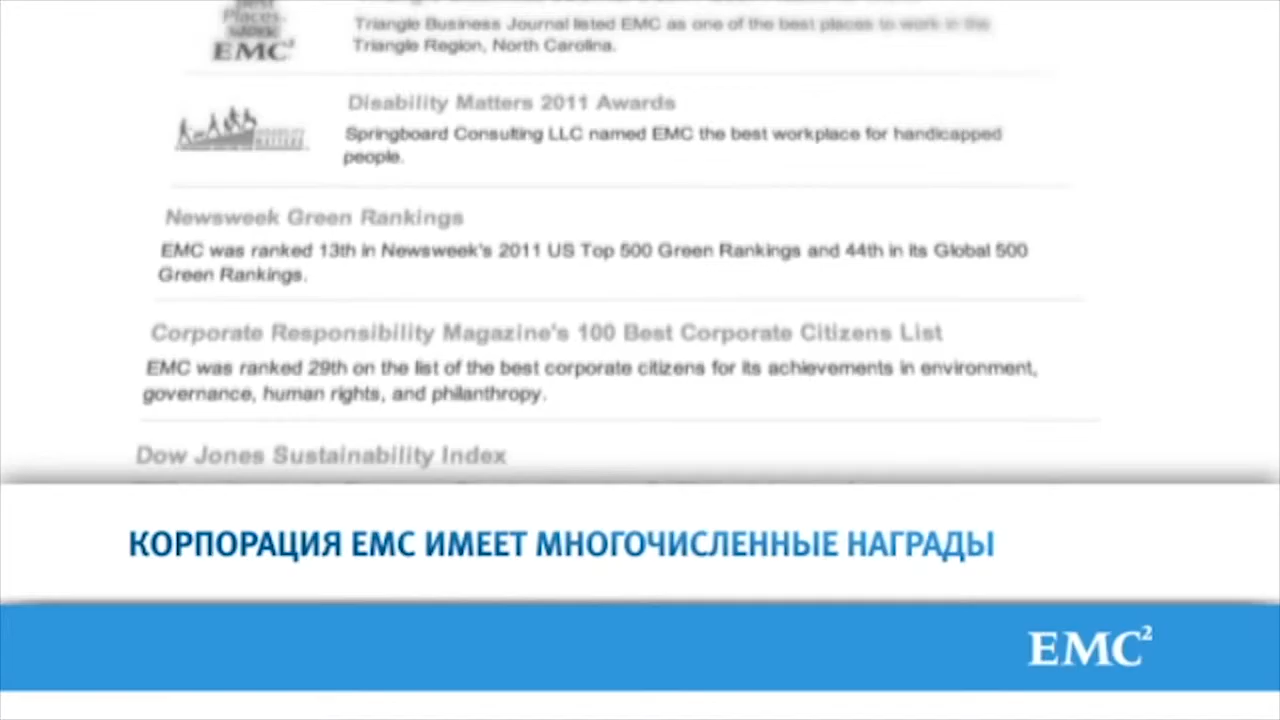 Best
Places
Work
EMC²
Triangle Business Journal listed EMC as one of the best places to work in the
Triangle Region, North Carolina.
Disability Matters 2011 Awards
Springboard Consulting LLC named EMC the best workplace for handicapped
people.
Newsweek Green Rankings
EMC was ranked 13th in Newsweek's 2011 US Top 500 Green Rankings and 44th in its Global 500
Green Rankings.
Corporate Responsibility Magazine's 100 Best Corporate Citizens List
EMC was ranked 29th on the list of the best corporate citizens for its achievements in environment,
governance, human rights, and philanthropy.
Dow Jones Sustainability Index
КОРПОРАЦИЯ EMC ИМЕЕТ МНОГОЧИСЛЕННЫЕ НАГРАДЫ
EMC²